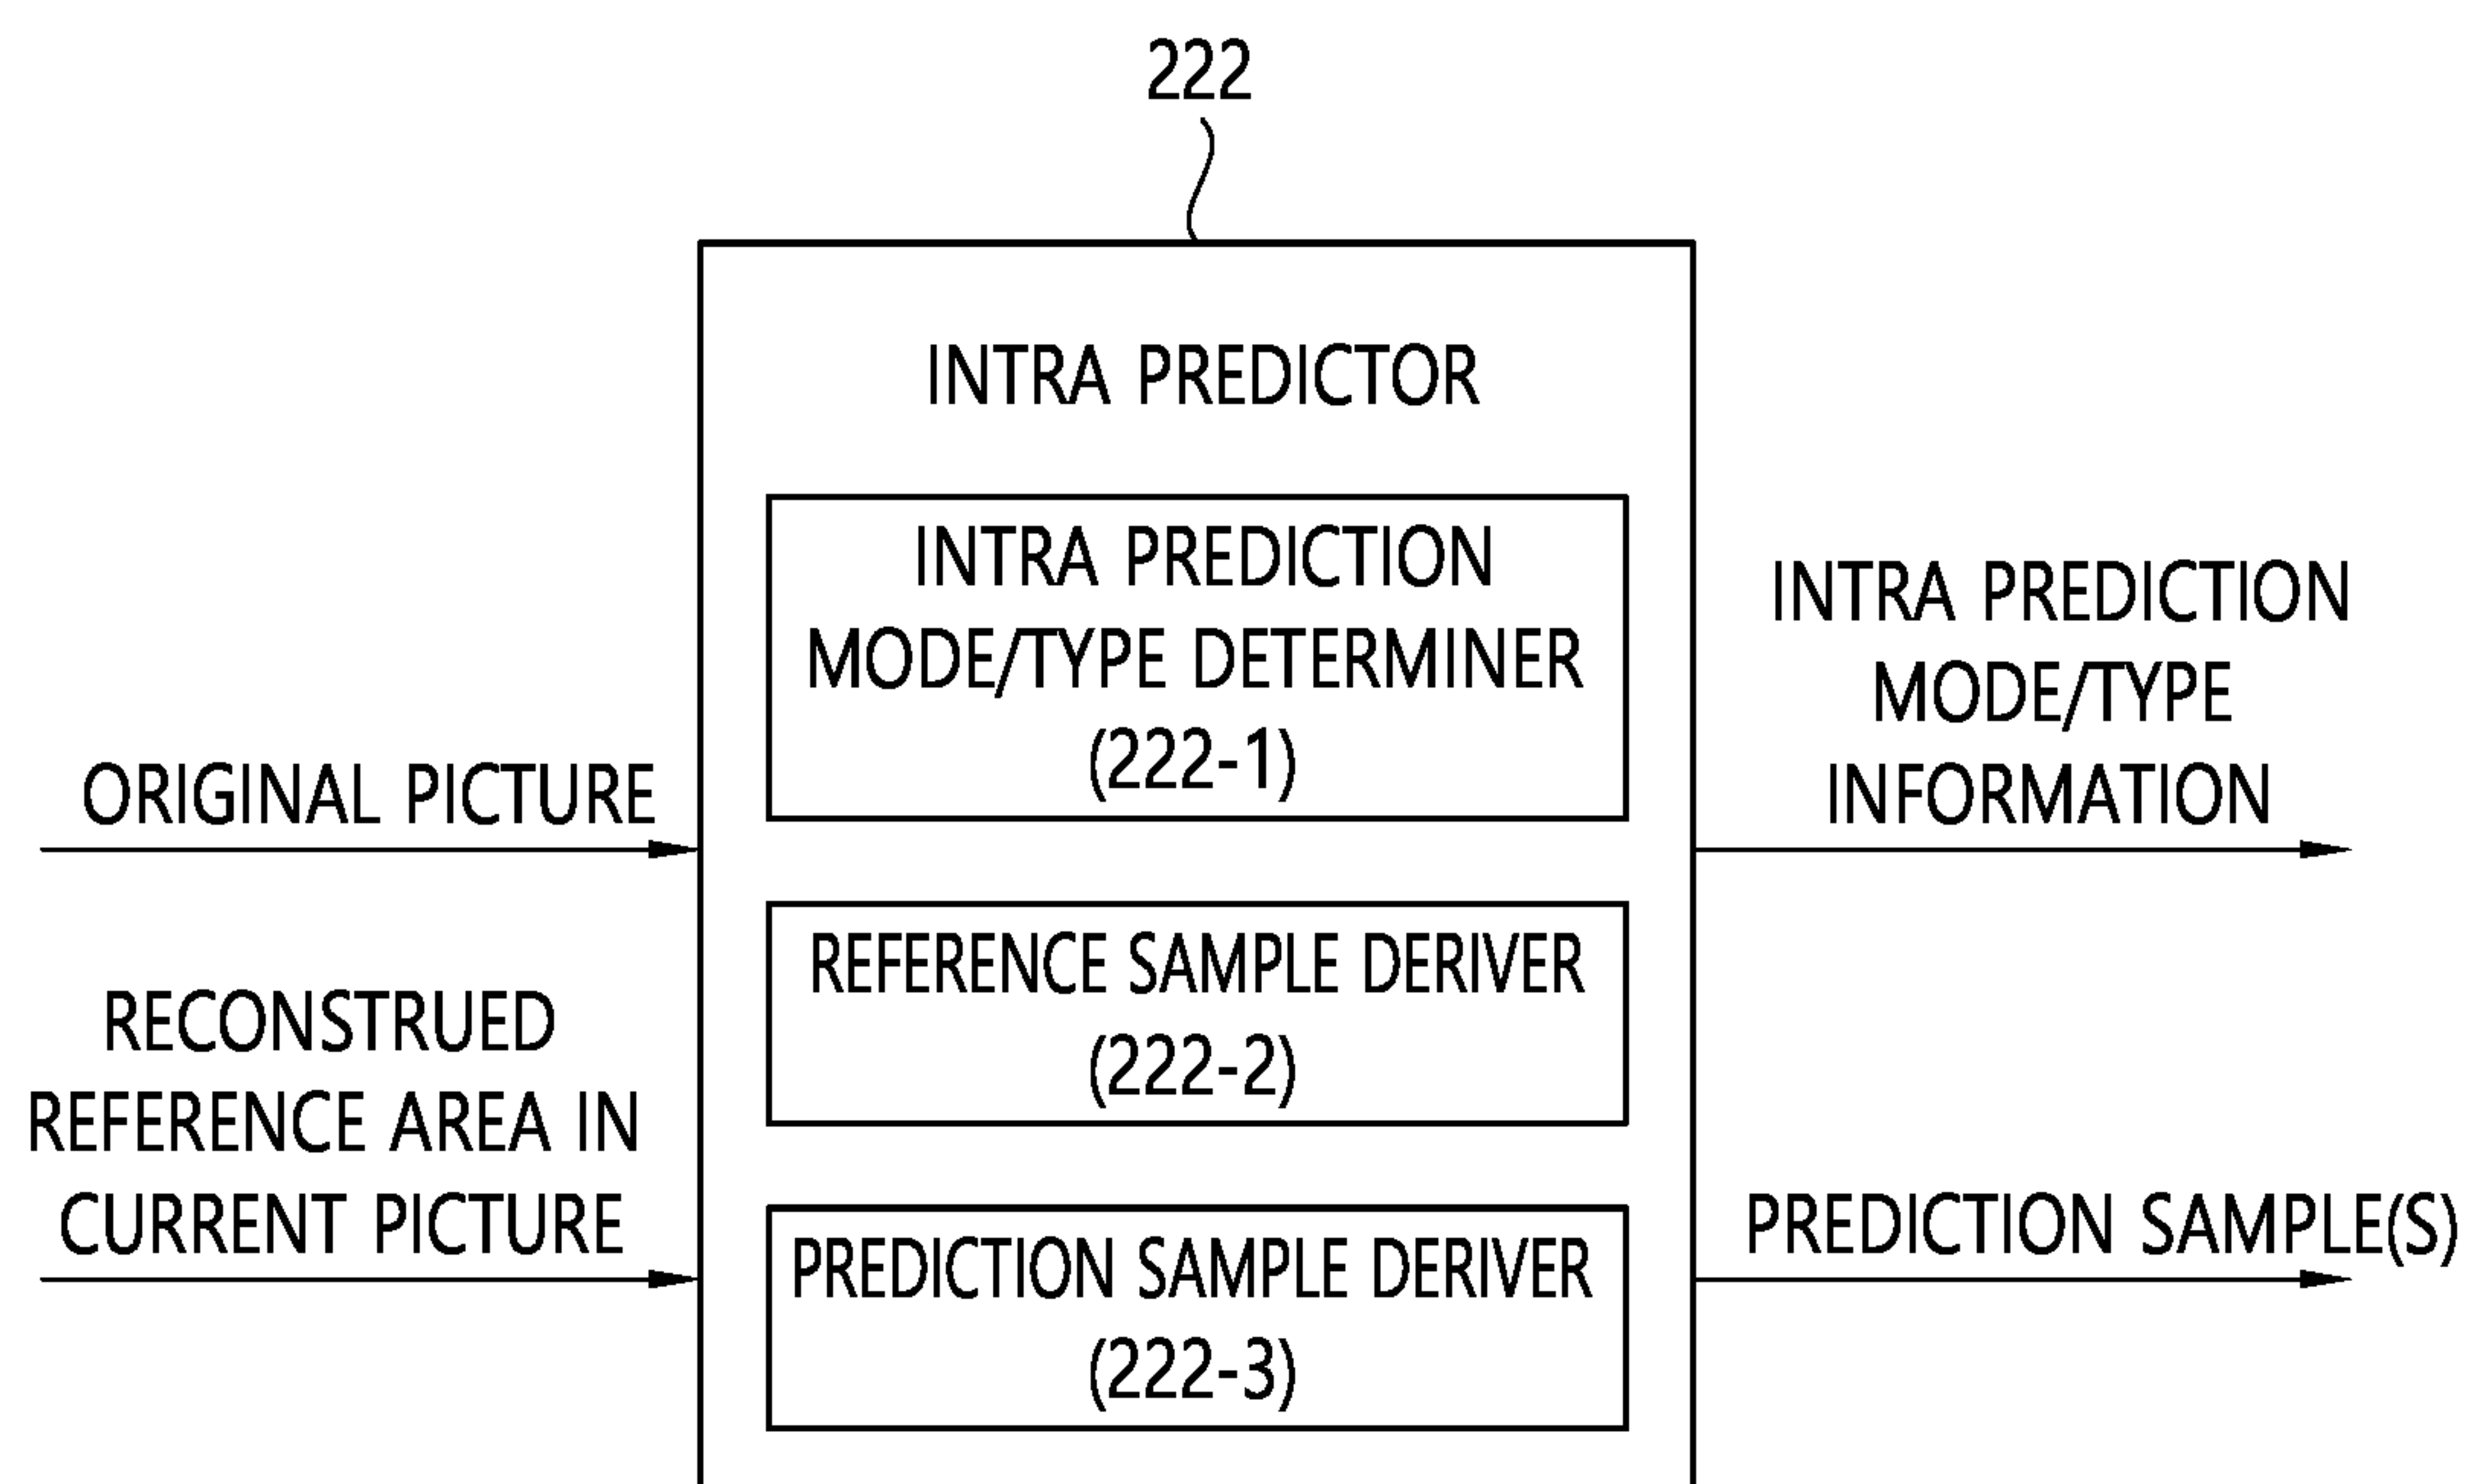 222
INTRA PREDICTOR
INTRA PREDICTION
MODE/TYPE DETERMINER
(222-1)
REFERENCE SAMPLE DERIVER
(222-2)
PREDICTION SAMPLE DERIVER
(222-3)
ORIGINAL PICTURE
RECONSTRUED
REFERENCE AREA IN
CURRENT PICTURE
INTRA PREDICTION
MODE/TYPE
INFORMATION
PREDICTION SAMPLE(S)